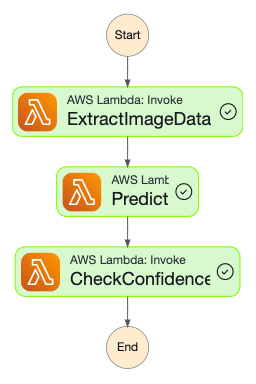 Start
AWS Lambda: Invoke
ExtractImageData
AWS Lamb
Predict
AWS Lambda: Invoke
CheckConfidence
End